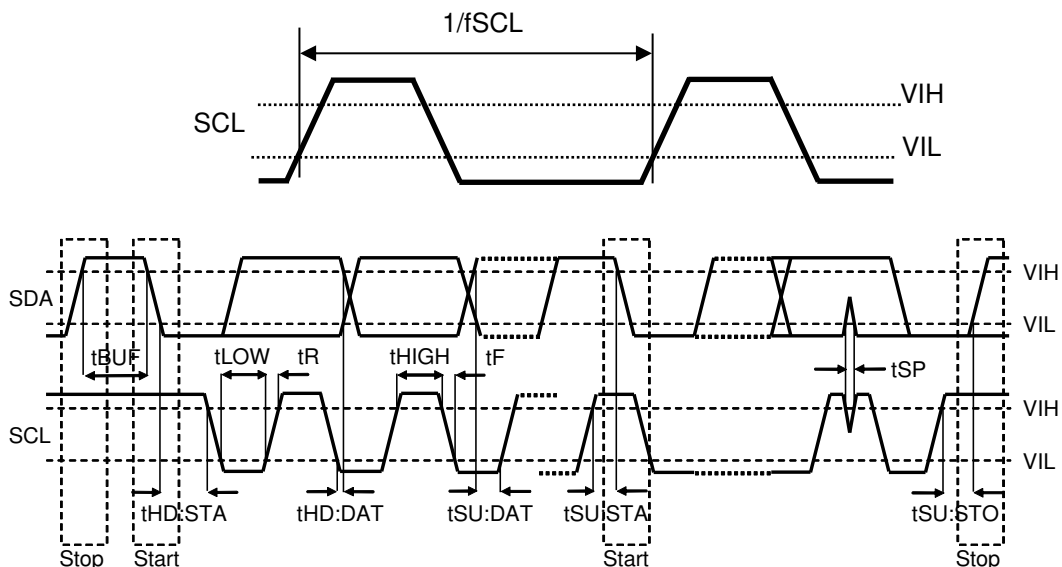 1/fSCL
VIH
SCL
VIL
VIH
SDA
VIL
tBUF
tLOW
tR
tHIGH
tF
tSP
VIH
SCL
VIL
tHD:STA
tHD:DAT
tSU:DAT
tSU:STA
tSU:STO
Stop
Start
Start
Stop